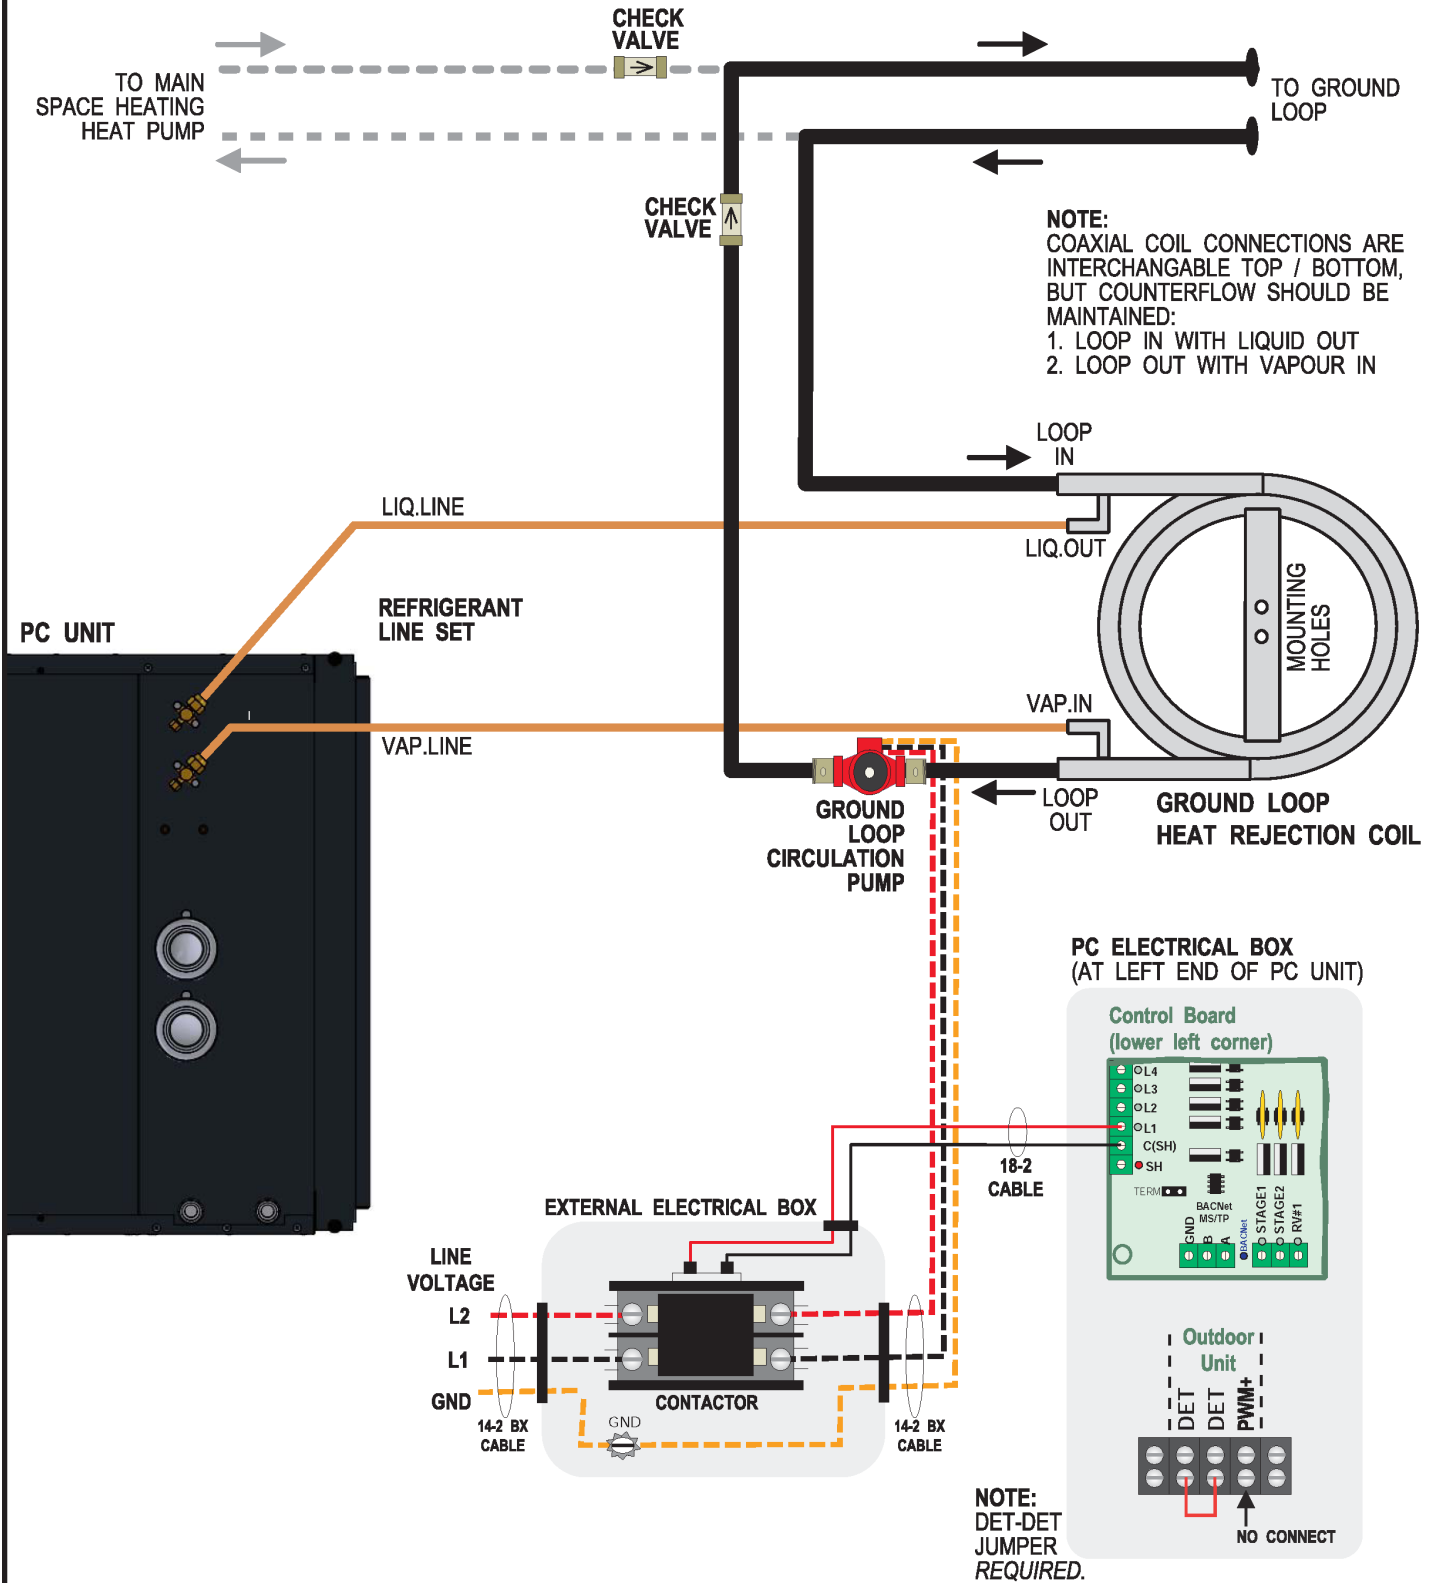 CHECK
VALVE
TO MAIN
SPACE HEATING
HEAT PUMP
TO GROUND
LOOP
CHECK
VALVE
NOTE:
COAXIAL COIL CONNECTIONS ARE
INTERCHANGABLE TOP / BOTTOM,
BUT COUNTERFLOW SHOULD BE
MAINTAINED:
1. LOOP IN WITH LIQUID OUT
2. LOOP OUT WITH VAPOUR IN
LOOP
IN
LIQ.LINE
LIQ.OUT
REFRIGERANT
LINE SET
PC UNIT
MOUNTING
HOLES
VAP.IN
VAP.LINE
LOOP
OUT
GROUND LOOP
HEAT REJECTION COIL
GROUND
LOOP
CIRCULATION
PUMP
PC ELECTRICAL BOX
(AT LEFT END OF PC UNIT)
Control Board
(lower left corner)
L4
L3
L2
L1
C(SH)
SH
TERM
BACNet
MS/TP
GND
B
A
BACNet
STAGE1
STAGE2
RV#1
18-2
CABLE
EXTERNAL ELECTRICAL BOX
LINE
VOLTAGE
L2
L1
GND
CONTACTOR
GND
14-2 BX
CABLE
14-2 BX
CABLE
Outdoor
Unit
DET
DET
PWM+
NO CONNECT
NOTE:
DET-DET
JUMPER
REQUIRED.